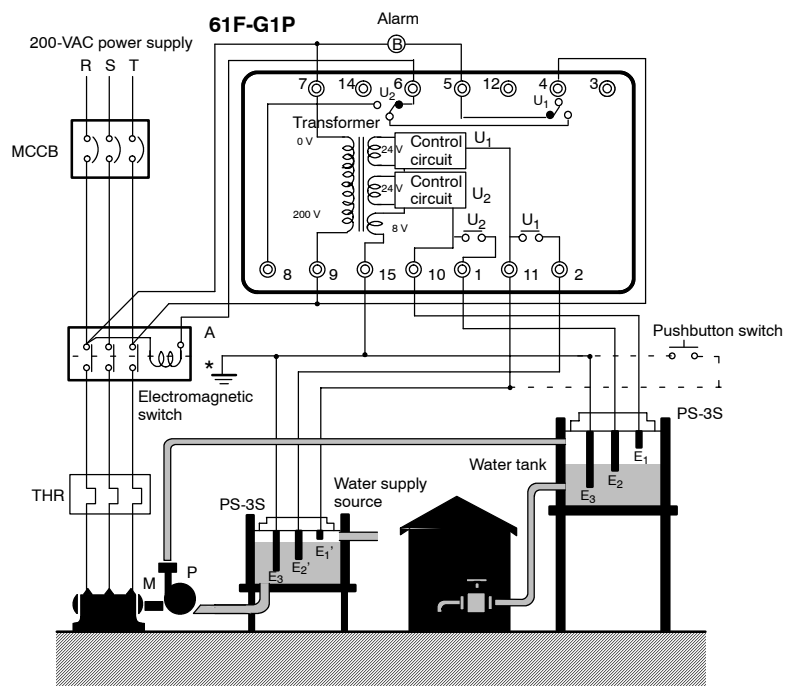 61F-G1P
Alarm
200-VAC power supply
R S T
B
7 14 6 5 12 4 3
U2
U1
Transformer
MCCB
0 V
24 V
Control circuit
U1
24 V
Control circuit
U2
200 V
8 V
U2
U1
8 9 15 10 1 11 2
A
Pushbutton switch
*
Electromagnetic
switch
PS-3S
E1
Water tank
E2
E3
THR
PS-3S
Water supply
source
E1'
E2'
E3
M P